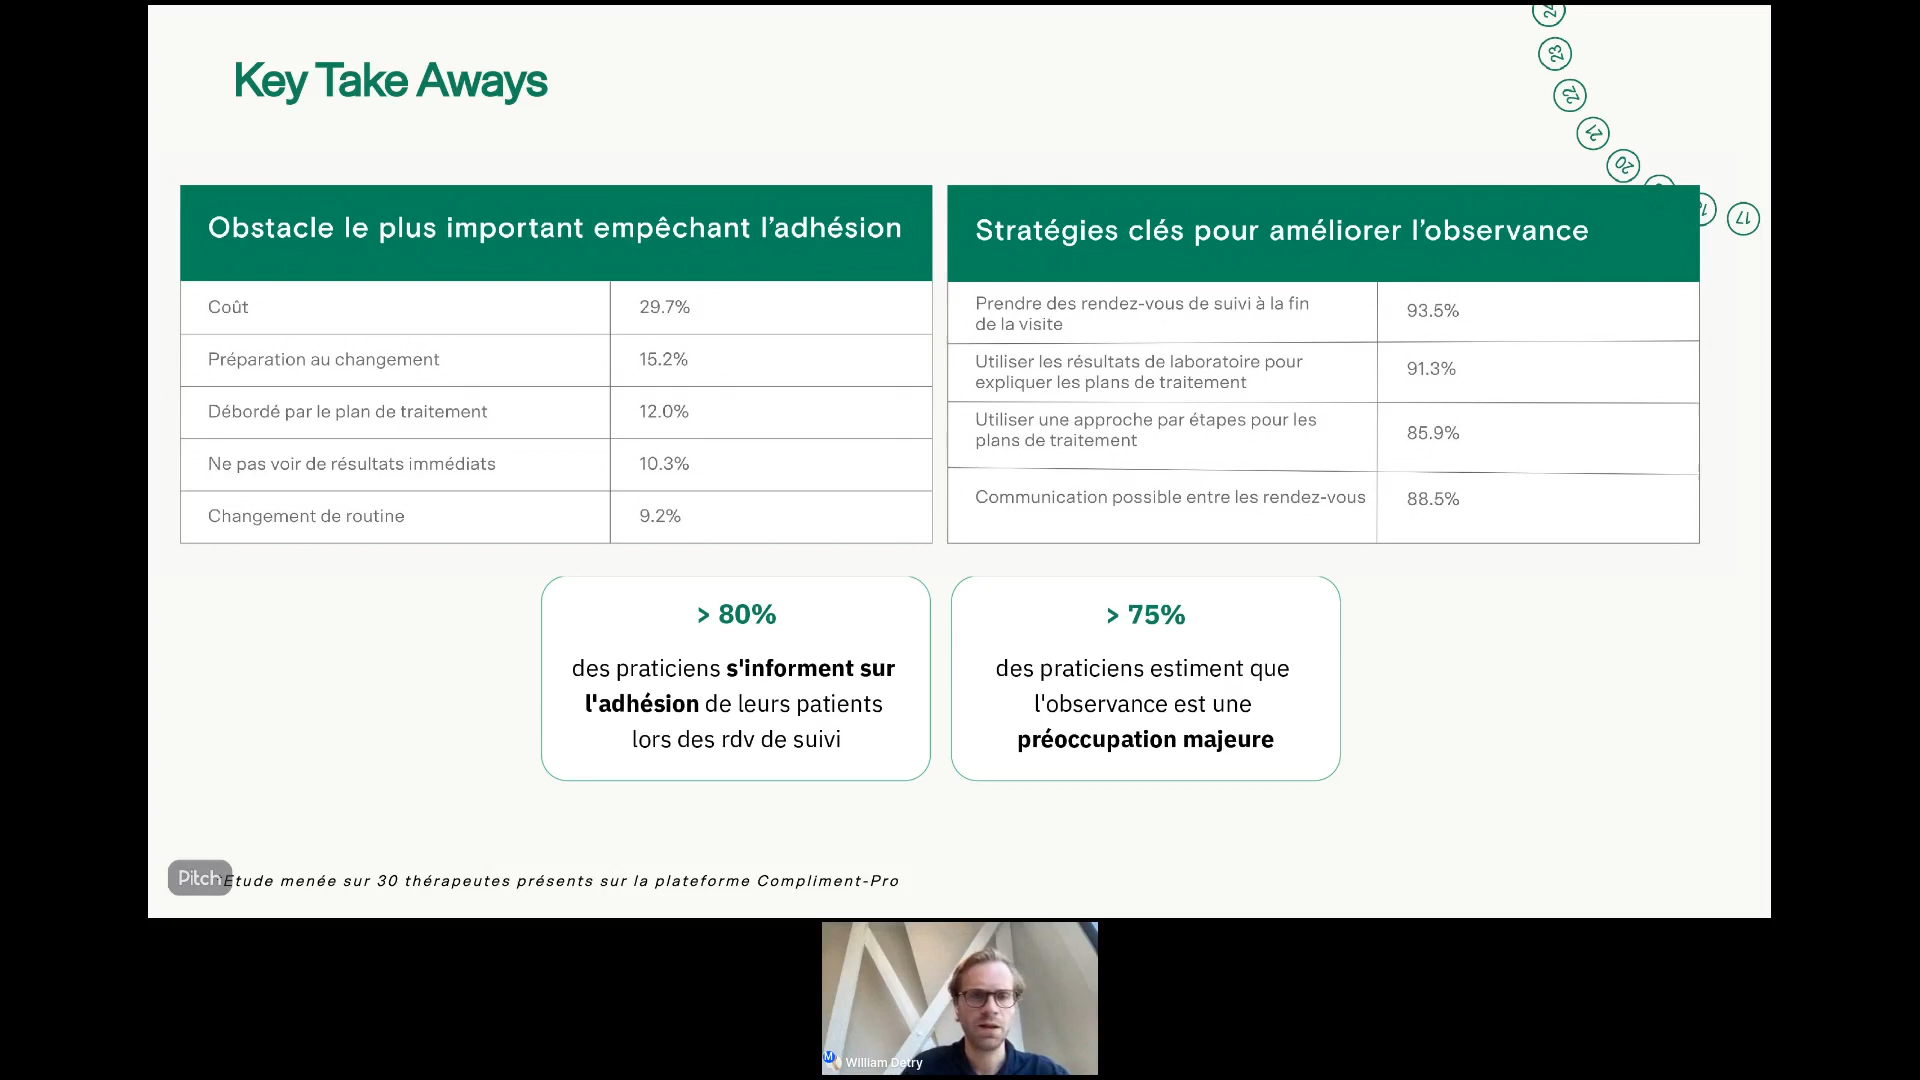 Key Take Aways
24
23
22
21
20
17
Obstacle le plus important empêchant l’adhésion
Coût 29.7%
Préparation au changement 15.2%
Débordé par le plan de traitement 12.0%
Ne pas voir de résultats immédiats 10.3%
Changement de routine 9.2%
Stratégies clés pour améliorer l’observance
Prendre des rendez-vous de suivi à la fin
de la visite
93.5%
Utiliser les résultats de laboratoire pour
expliquer les plans de traitement
91.3%
Utiliser une approche par étapes pour les
plans de traitement
85.9%
Communication possible entre les rendez-vous 88.5%
> 80%
des praticiens s'informent sur
l'adhésion de leurs patients
lors des rdv de suivi
> 75%
des praticiens estiment que
l'observance est une
préoccupation majeure
Pitch
Etude menée sur 30 thérapeutes présents sur la plateforme Compliment-Pro
M
William Detry